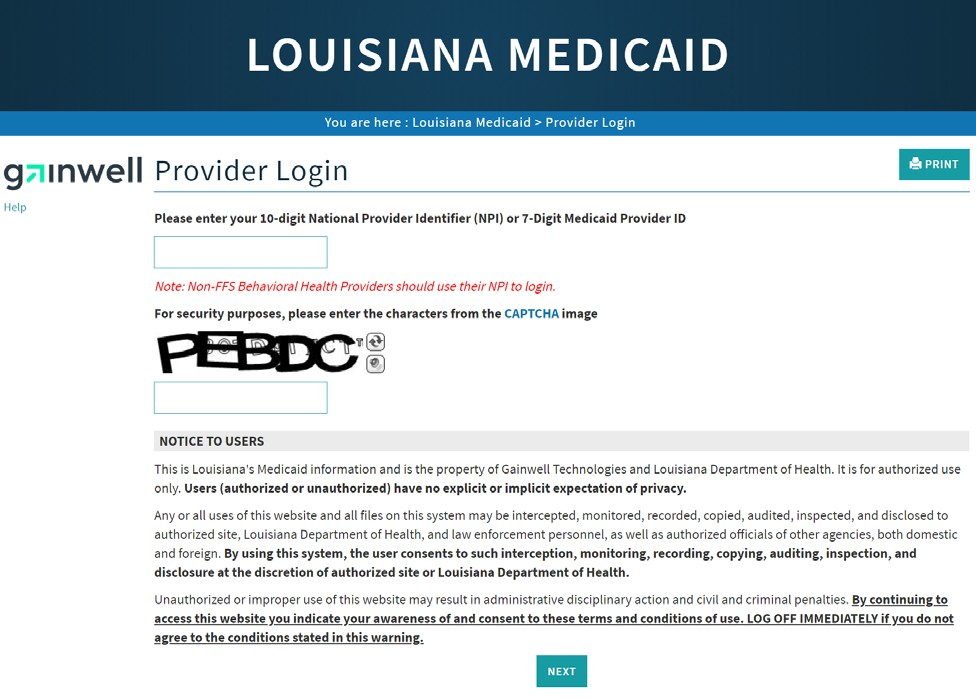 LOUISIANA MEDICAID
You are here : Louisiana Medicaid > Provider Login
gainwell
Provider Login
PRINT
Help
Please enter your 10-digit National Provider Identifier (NPI) or 7-Digit Medicaid Provider ID
Note: Non-FFS Behavioral Health Providers should use their NPI to login.
For security purposes, please enter the characters from the CAPTCHA image
NOTICE TO USERS
This is Louisiana's Medicaid information and is the property of Gainwell Technologies and Louisiana Department of Health. It is for authorized use
only. Users (authorized or unauthorized) have no explicit or implicit expectation of privacy.
Any or all uses of this website and all files on this system may be intercepted, monitored, recorded, copied, audited, inspected, and disclosed to
authorized site, Louisiana Department of Health, and law enforcement personnel, as well as authorized officials of other agencies, both domestic
and foreign. By using this system, the user consents to such interception, monitoring, recording, copying, auditing, inspection, and
disclosure at the discretion of authorized site or Louisiana Department of Health.
Unauthorized or improper use of this website may result in administrative disciplinary action and civil and criminal penalties. By continuing to
access this website you indicate your awareness of and consent to these terms and conditions of use. LOG OFF IMMEDIATELY if you do not
agree to the conditions stated in this warning.
NEXT